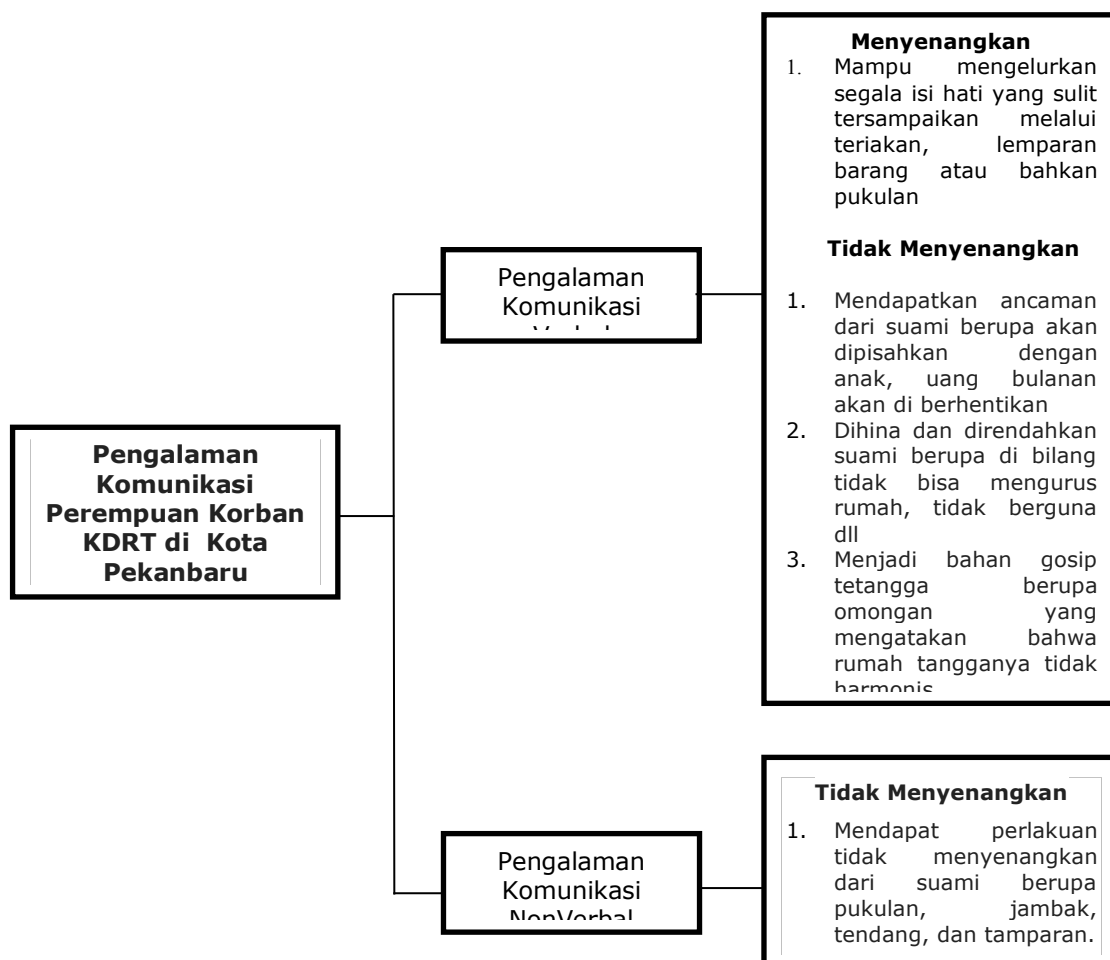 Pengalaman
Komunikasi
Perempuan Korban
KDRT di Kota
Pekanbaru
Pengalaman
Komunikasi
Menyenangkan
1. Mampu mengelurkan
segala isi hati yang sulit
tersampaikan melalui
teriakan, lemparan
barang atau bahkan
pukulan
Tidak Menyenangkan
1. Mendapatkan ancaman
dari suami berupa akan
dipisahkan dengan
anak, uang bulanan
akan di berhentikan
2. Dihina dan direndahkan
suami berupa di bilang
tidak bisa mengurus
rumah, tidak berguna
dll
3. Menjadi bahan gosip
tetangga berupa
omongan yang
mengatakan bahwa
rumah tangganya tidak
harmonis
Pengalaman
Komunikasi
NonVerbal
Tidak Menyenangkan
1. Mendapat perlakuan
tidak menyenangkan
dari suami berupa
pukulan, jambak,
tendang, dan tamparan.